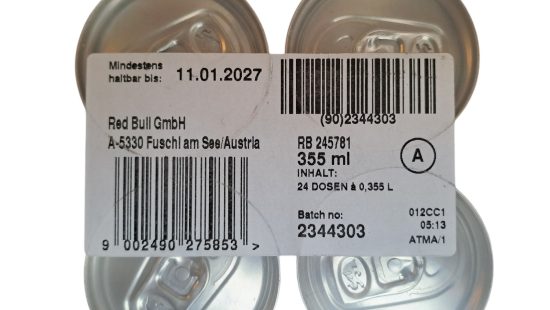 Mindestens
haltbar bis: 11.01.2027
(90)2344303
Red Bull GmbH
A-5330 Fuschl am See/Austria
RB 245781
355 ml
INHALT:
24 DOSEN à 0,355 L
A
Batch no:
2344303
012CC1
05:13
ATMA/1
9 002490 275853 >